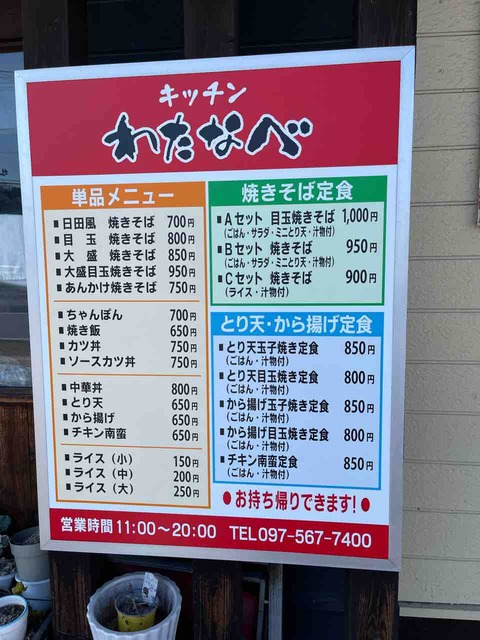 キッチン
わたなべ
単品メニュー
■日田風 焼きそば 700円
■目玉 焼きそば 800円
■大盛 焼きそば 850円
■大盛目玉焼きそば 950円
■あんかけ焼きそば 750円
■ちゃんぽん 700円
■焼き飯 650円
■カツ丼 750円
■ソースカツ丼 750円
■中華丼 800円
■とり天 650円
■から揚げ 650円
■チキン南蛮 650円
■ライス（小） 150円
■ライス（中） 200円
■ライス（大） 250円
焼きそば定食
■Aセット 目玉焼きそば 1,000円
(ごはん・サラダ・ミニとり天・汁物付)
■Bセット 焼きそば 950円
(ごはん・サラダ・ミニとり天・汁物付)
■Cセット 焼きそば 900円
(ライス・汁物付)
とり天・から揚げ定食
■とり天玉子焼き定食 850円
(ごはん・汁物付)
■とり天目玉焼き定食 800円
(ごはん・汁物付)
■から揚げ玉子焼き定食 850円
(ごはん・汁物付)
■から揚げ目玉焼き定食 800円
(ごはん・汁物付)
■チキン南蛮定食 850円
(ごはん・汁物付)
●お持ち帰りできます!●
営業時間11:00～20:00 TEL097-567-7400